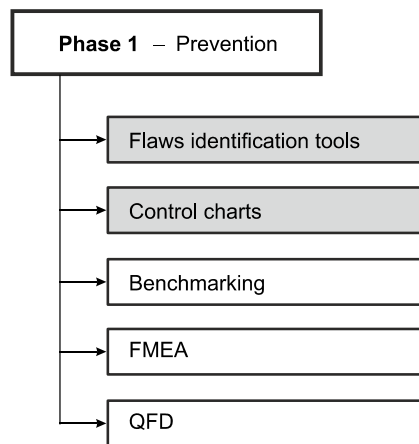 Phase 1 – Prevention
Flaws identification tools
Control charts
Benchmarking
FMEA
QFD